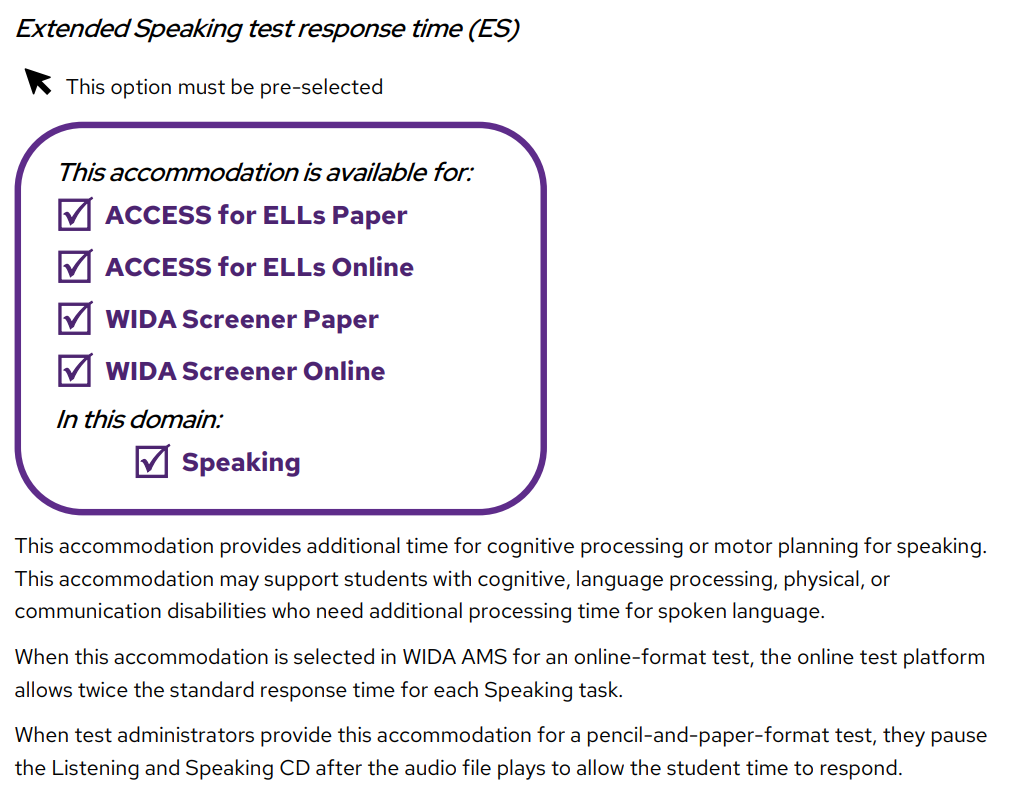 Extended Speaking test response time (ES)
This option must be pre-selected
This accommodation is available for:
ACCESS for ELLs Paper
ACCESS for ELLs Online
WIDA Screener Paper
WIDA Screener Online
In this domain:
Speaking
This accommodation provides additional time for cognitive processing or motor planning for speaking.
This accommodation may support students with cognitive, language processing, physical, or
communication disabilities who need additional processing time for spoken language.
When this accommodation is selected in WIDA AMS for an online-format test, the online test platform
allows twice the standard response time for each Speaking task.
When test administrators provide this accommodation for a pencil-and-paper-format test, they pause
the Listening and Speaking CD after the audio file plays to allow the student time to respond.